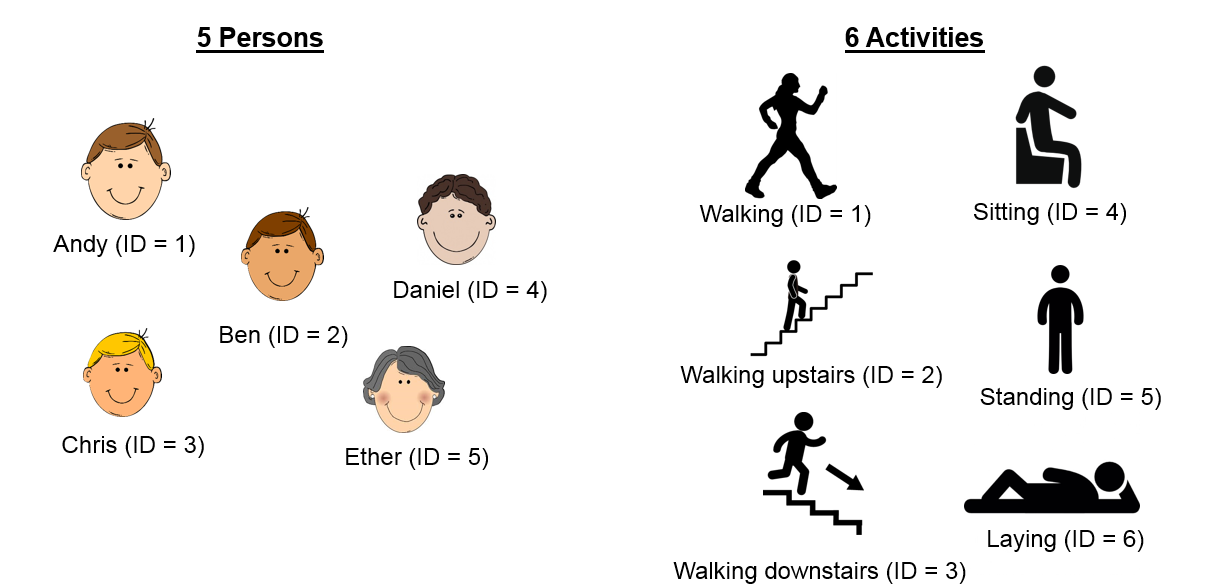 5 Persons
Andy (ID = 1)
Ben (ID = 2)
Daniel (ID = 4)
Chris (ID = 3)
Ether (ID = 5)
6 Activities
Walking (ID = 1)
Sitting (ID = 4)
Walking upstairs (ID = 2)
Standing (ID = 5)
Walking downstairs (ID = 3)
Laying (ID = 6)